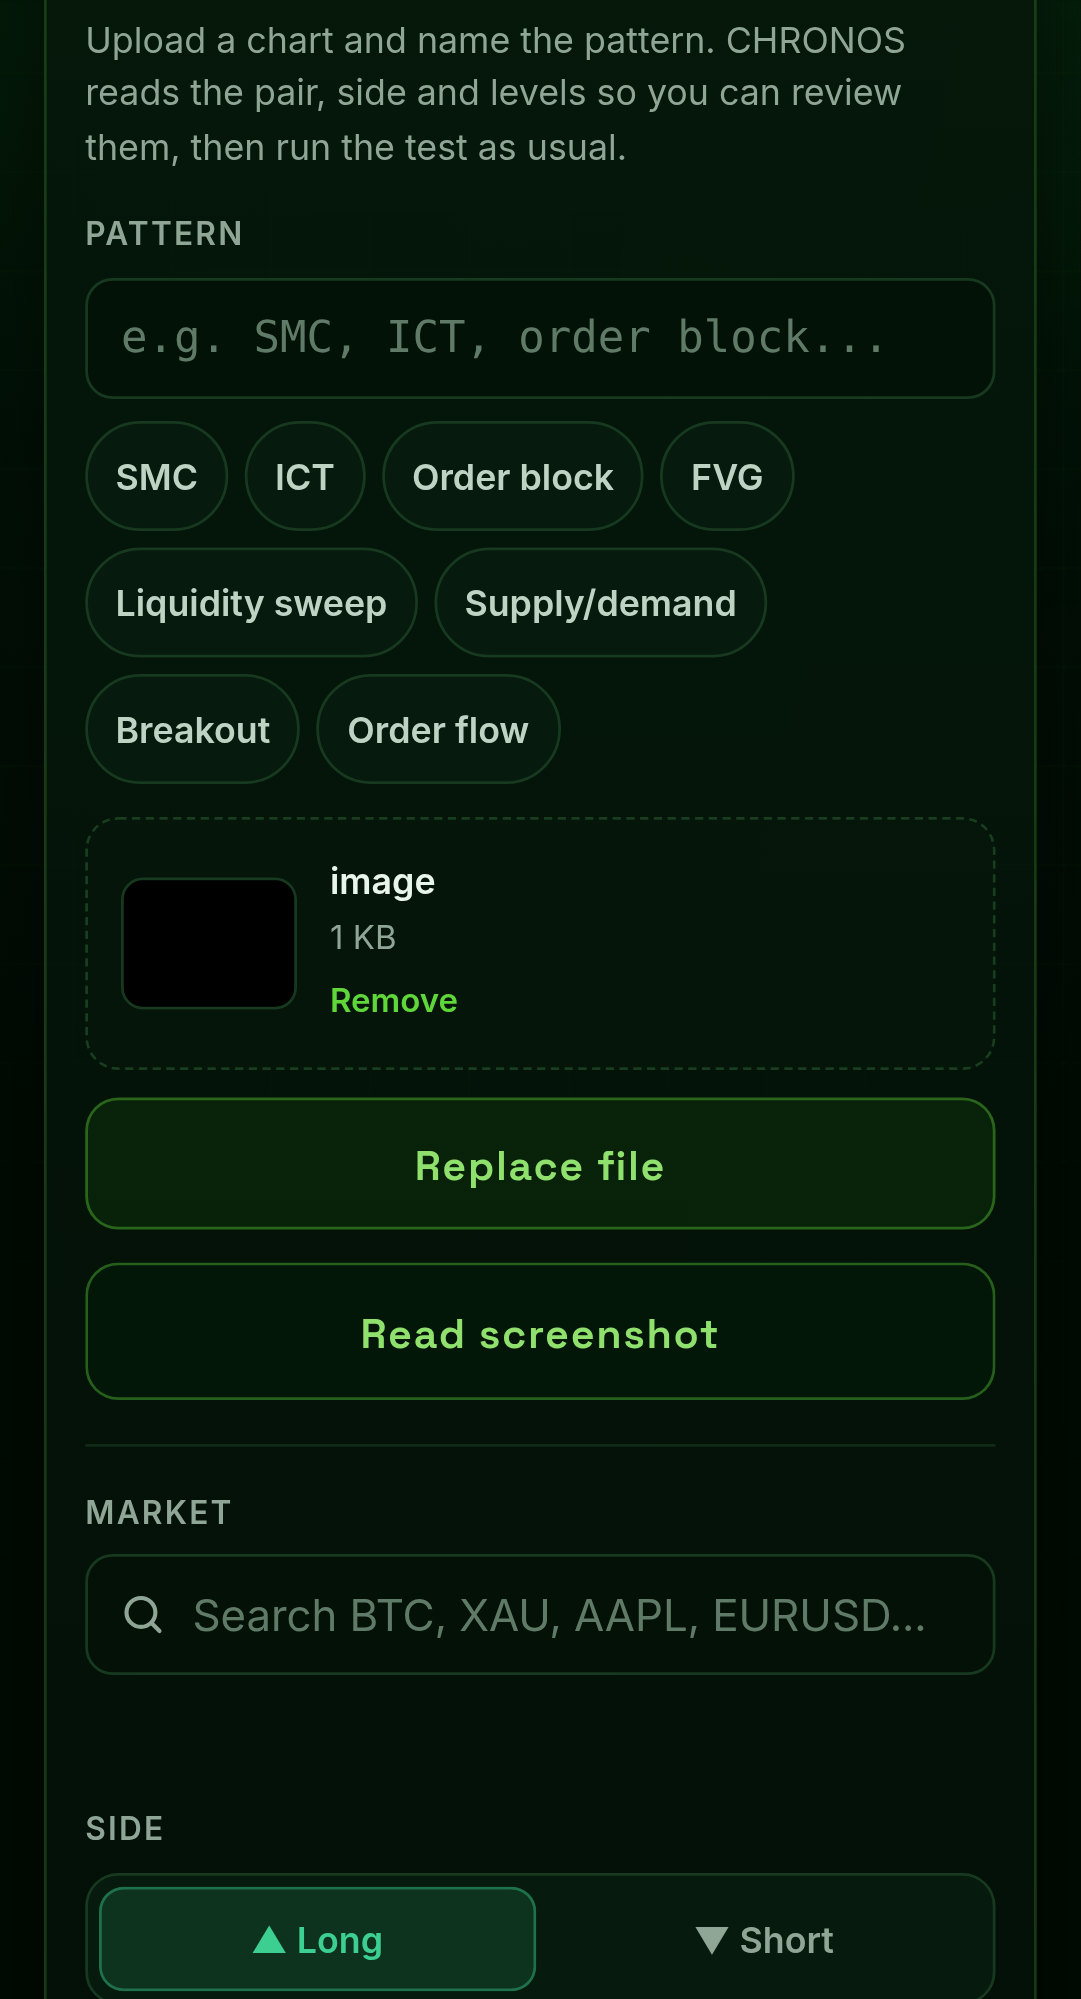 Upload a chart and name the pattern. CHRONOS
reads the pair, side and levels so you can review
them, then run the test as usual.
PATTERN
e.g. SMC, ICT, order block...
SMC ICT Order block FVG
Liquidity sweep Supply/demand
Breakout Order flow
image
1 KB
Remove
Replace file
Read screenshot
MARKET
Search BTC, XAU, AAPL, EURUSD...
SIDE
▲ Long ▼ Short